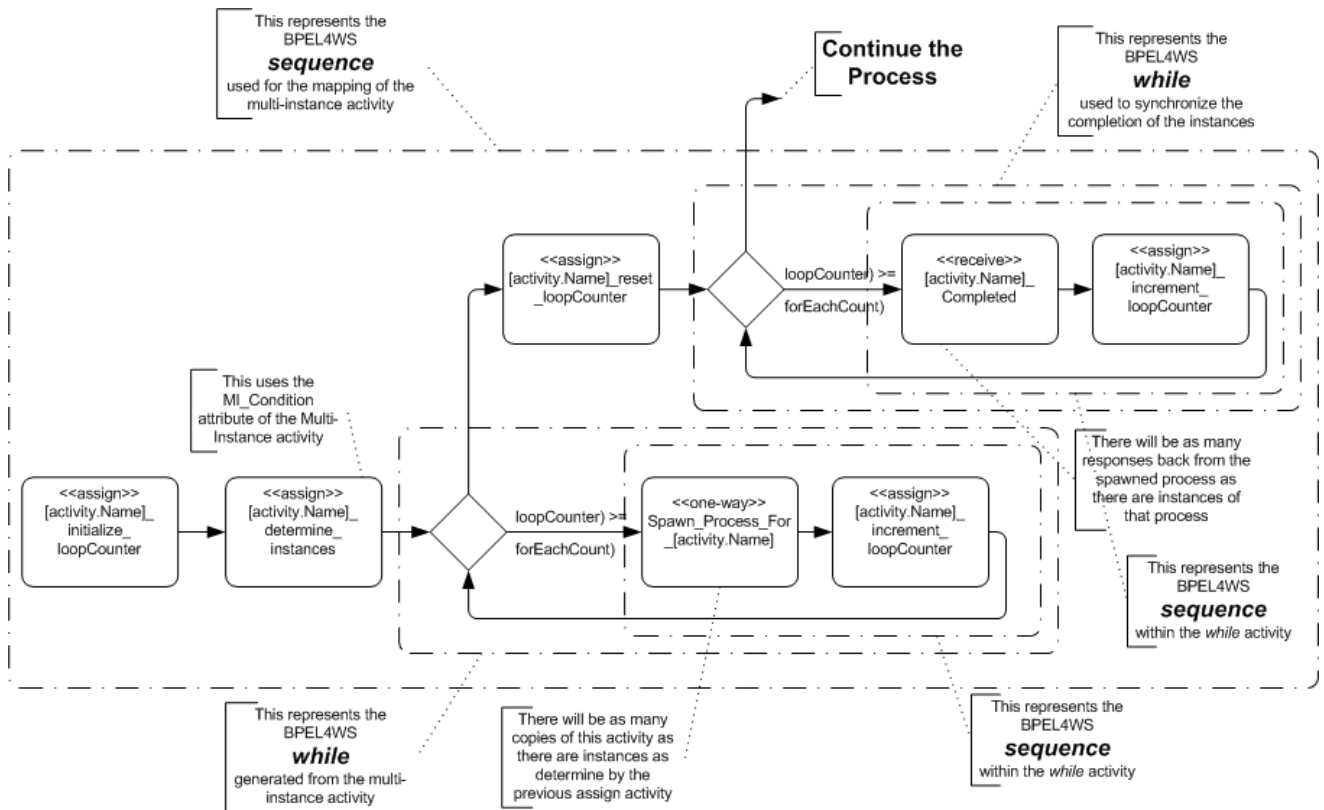 This represents the
BPEL4WS
sequence
used for the mapping of the
multi-instance activity
Continue the
Process
This represents the
BPEL4WS
while
used to synchronize the
completion of the instances
<<assign>>
[activity.Name]_reset
_loopCounter
loopCounter) >=
forEachCount)
<<receive>>
[activity.Name]_
Completed
<<assign>>
[activity.Name]_
increment_
loopCounter
This uses the
MI_Condition
attribute of the Multi-
Instance activity
There will be as many
responses back from the
spawned process as
there are instances of
that process
<<assign>>
[activity.Name]_
initialize_
loopCounter
<<assign>>
[activity.Name]_
determine_
instances
loopCounter) >=
forEachCount)
<<one-way>>
Spawn_Process_For
_[activity.Name]
<<assign>>
[activity.Name]_
increment_
loopCounter
This represents the
BPEL4WS
sequence
within the while activity
This represents the
BPEL4WS
while
generated from the multi-
instance activity
There will be as many
copies of this activity as
there are instances as
determine by the
previous assign activity
This represents the
BPEL4WS
sequence
within the while activity